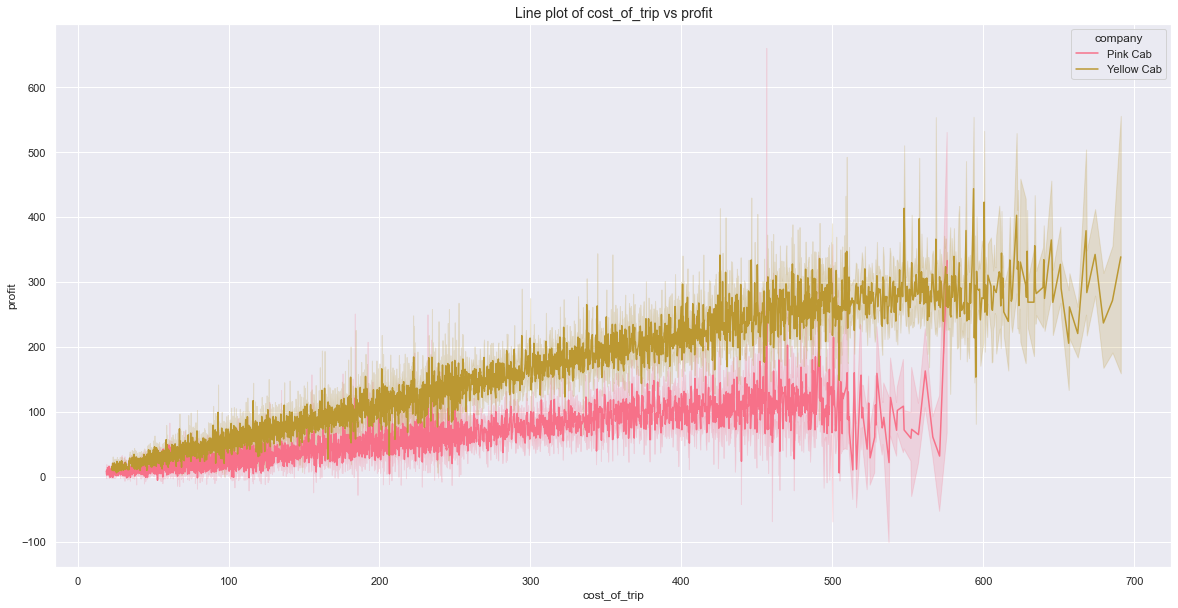 Line plot of cost_of_trip vs profit
company
Pink Cab
Yellow Cab
600
500
400
300
200
100
0
−100
profit
0 100 200 300 400 500 600 700
cost_of_trip